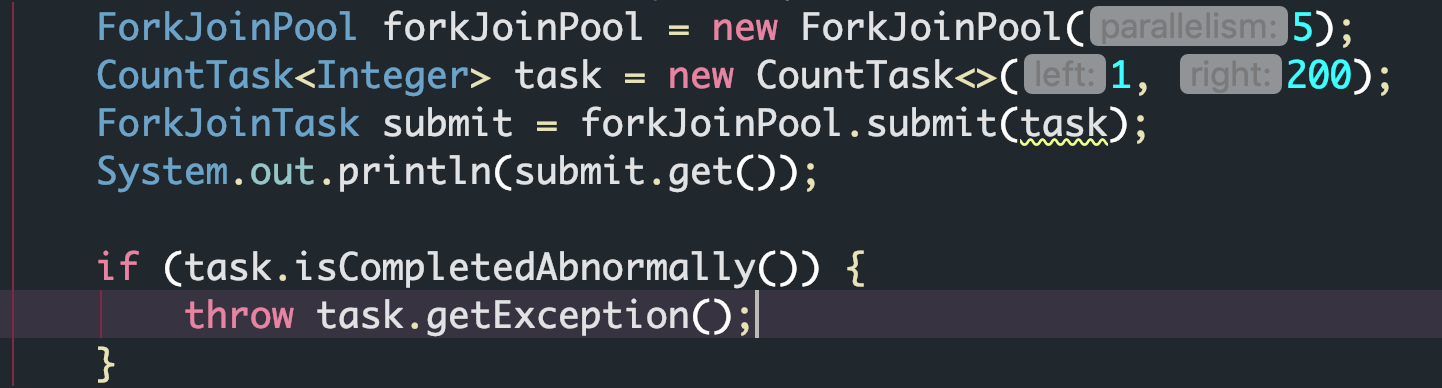 ForkJoinPool forkJoinPool = new ForkJoinPool( parallelism: 5);
CountTask<Integer> task = new CountTask<>( left: 1, right: 200);
ForkJoinTask submit = forkJoinPool.submit(task);
System.out.println(submit.get());
if (task.isCompletedAbnormally()) {
throw task.getException();
}